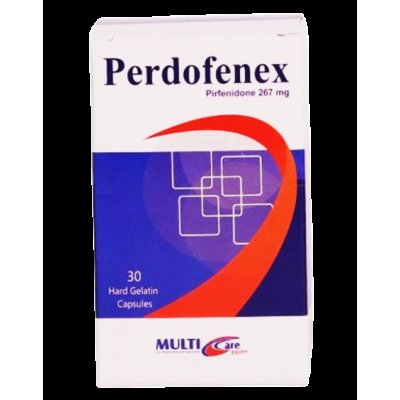 Perdofenex
Pirfenidone 267 mg
30
Hard Gelatin
Capsules
MULTI Care
EGYPT